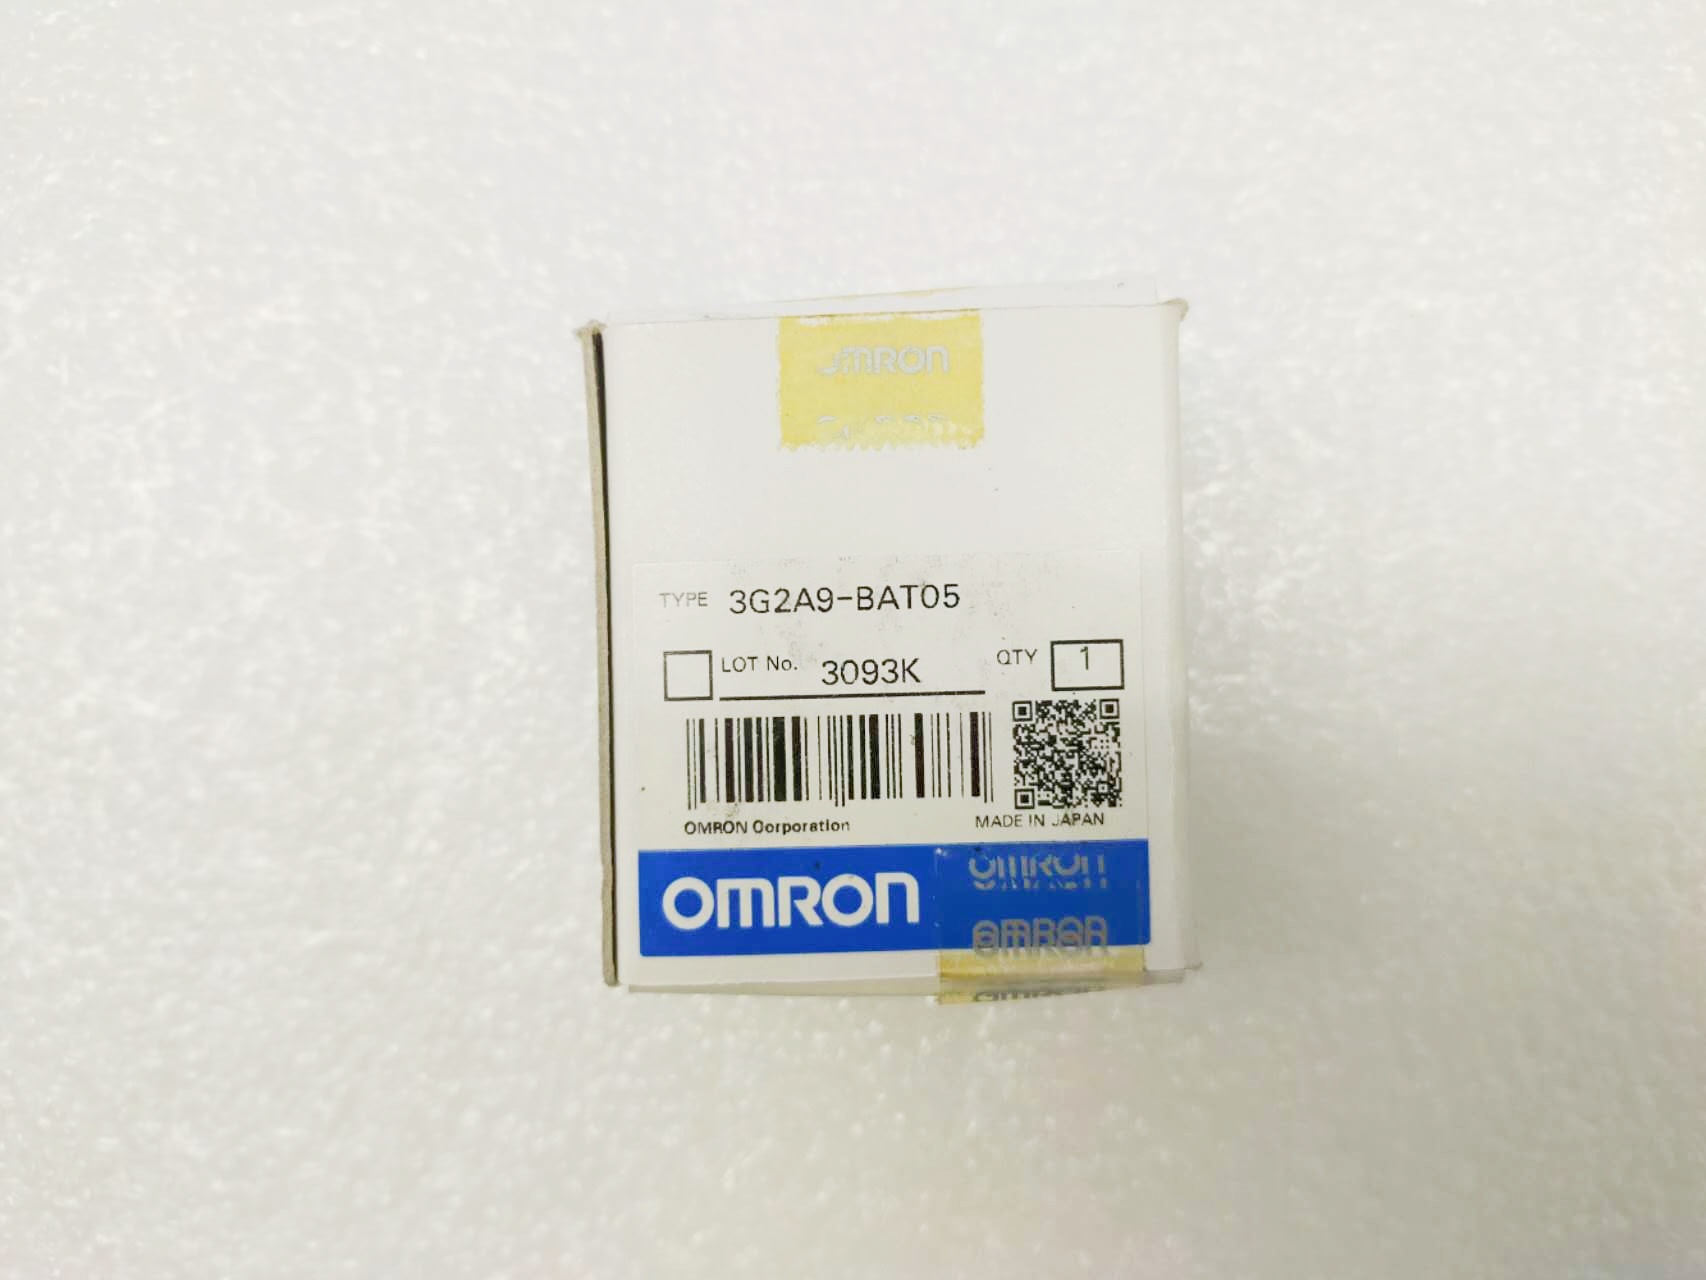 OMRON
TYPE 3G2A9-BAT05
LOT No. 3093K QTY 1
OMRON Corporation MADE IN JAPAN
OMRON
OMRON
OMRON